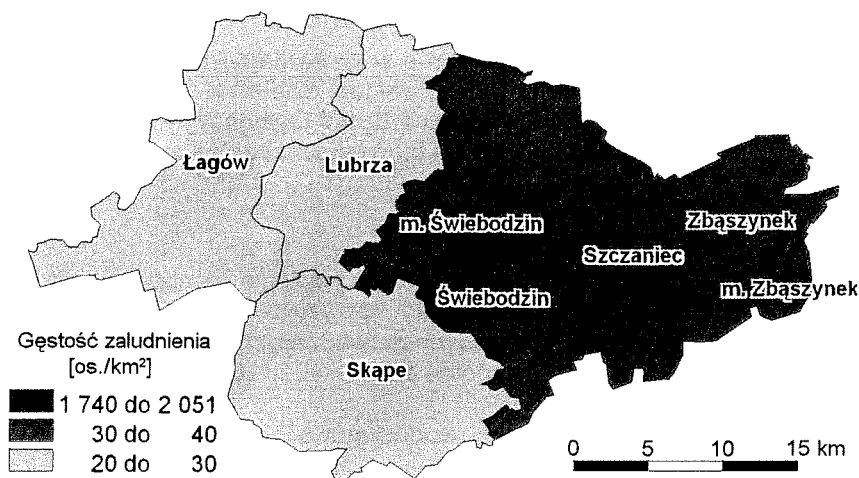 Łagów
Lubrza
m. Świebodzin
Zbąszynek
Szczaniec
Świebodzin
m. Zbąszynek
Skąpe
Gęstość zaludnienia
[os./km²]
1 740 do 2 051
30 do 40
20 do 30
0 5 10 15 km